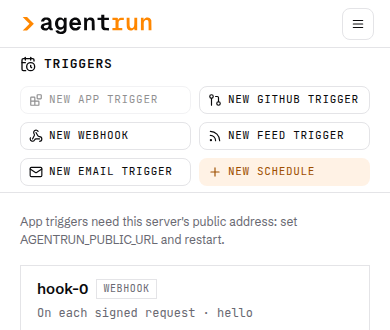 agentrun
TRIGGERS
NEW APP TRIGGER
NEW GITHUB TRIGGER
NEW WEBHOOK
NEW FEED TRIGGER
NEW EMAIL TRIGGER
NEW SCHEDULE
App triggers need this server's public address: set
AGENTRUN_PUBLIC_URL and restart.
hook-0 WEBHOOK
On each signed request · hello